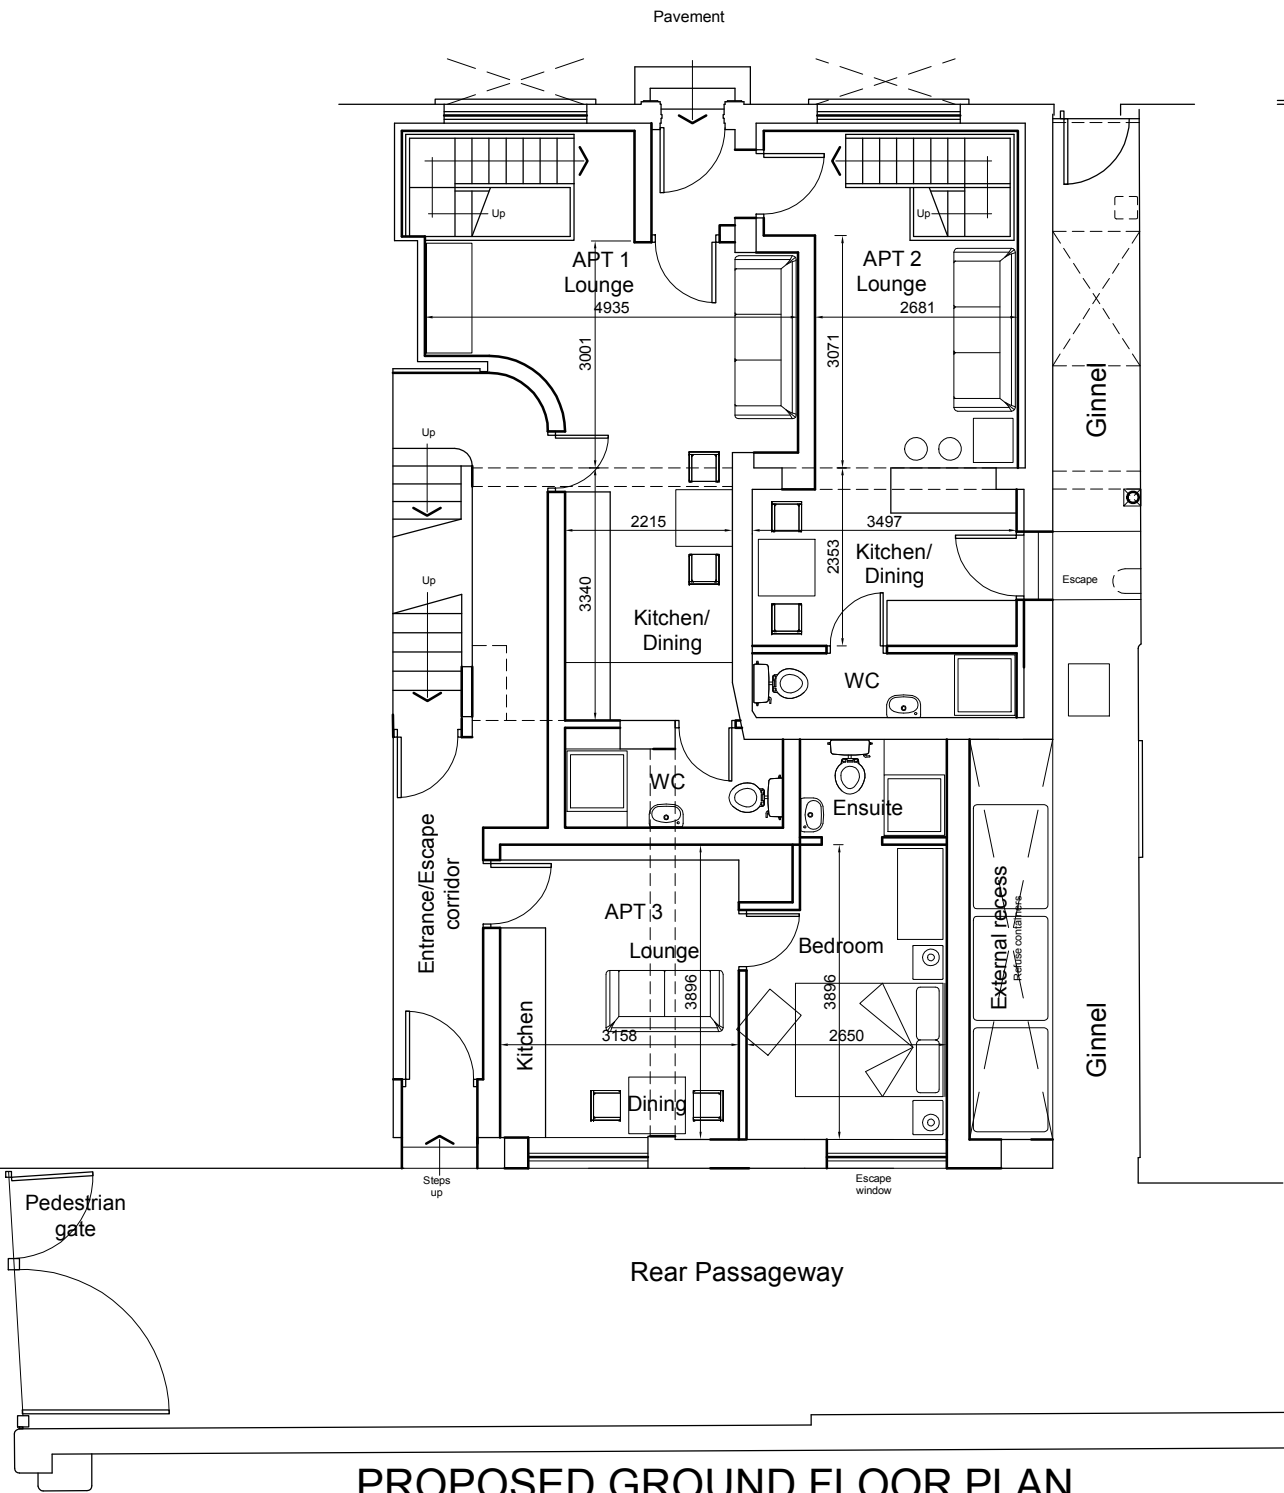 Pavement
Up
Up
APT 1
Lounge
4935
3001
APT 2
Lounge
2681
3071
Ginnel
Up
2215
3340
Kitchen/
Dining
3497
2353
Kitchen/
Dining
Escape
Up
WC
WC
Ensuite
Entrance/Escape
corridor
APT 3
Lounge
3896
3158
Kitchen
Dining
Bedroom
3896
2650
External recess
Refuse containers
Ginnel
Steps
up
Escape
window
Pedestrian
gate
Rear Passageway
PROPOSED GROUND FLOOR PLAN